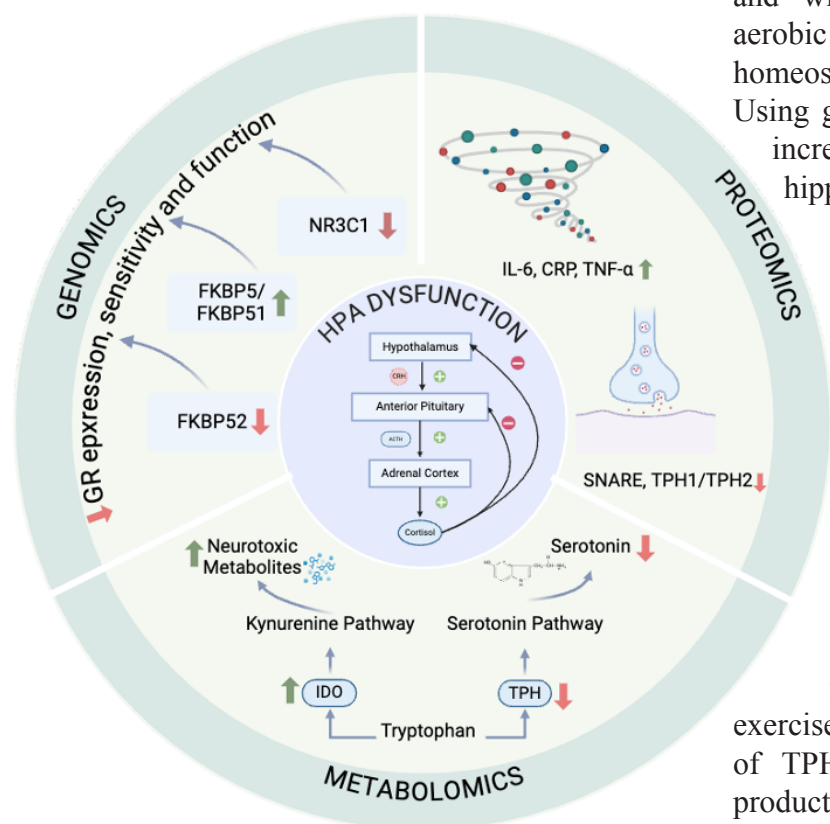 and wi
aerobic
homeos
Using g
incre
hipp
GENOMICS
GR epxression, sensitivity and function
NR3C1
FKBP5/
FKBP51
FKBP52
PROTEOMICS
IL-6, CRP, TNF-α
SNARE, TPH1/TPH2
HPA DYSFUNCTION
Hypothalamus
CRH
Anterior Pituitary
ACTH
Adrenal Cortex
Cortisol
Neurotoxic
Metabolites
Serotonin
Kynurenine Pathway
Serotonin Pathway
IDO
TPH
Tryptophan
METABOLOMICS
exercise
of TPH
product